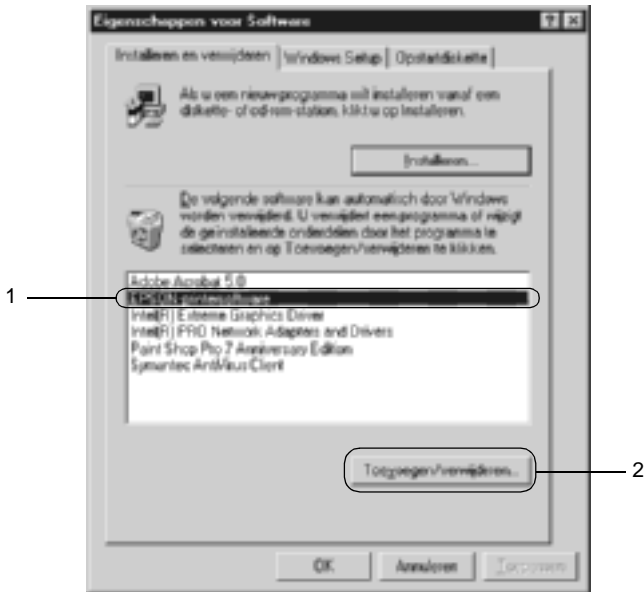 Eigenschappen voor Software
Installeren en verwijderen
Windows Setup
Opstartdiskette
Als u een nieuw programma wilt installeren vanaf een
diskette- of cd-rom-station, klikt u op Installeren.
Installeren...
De volgende software kan automatisch door Windows
worden verwijderd. U verwijdert een programma of wijzigt
de geïnstalleerde onderdelen door het programma te
selecteren en op Toevoegen/verwijderen te klikken.
Adobe Acrobat 5.0
1
EPSON-printersoftware
Intel(R) Extreme Graphics Driver
Intel(R) PRO Network Adapters and Drivers
Paint Shop Pro 7 Anniversary Edition
Symantec AntiVirus Client
Toevoegen/verwijderen...
2
OK
Annuleren
Toepassen